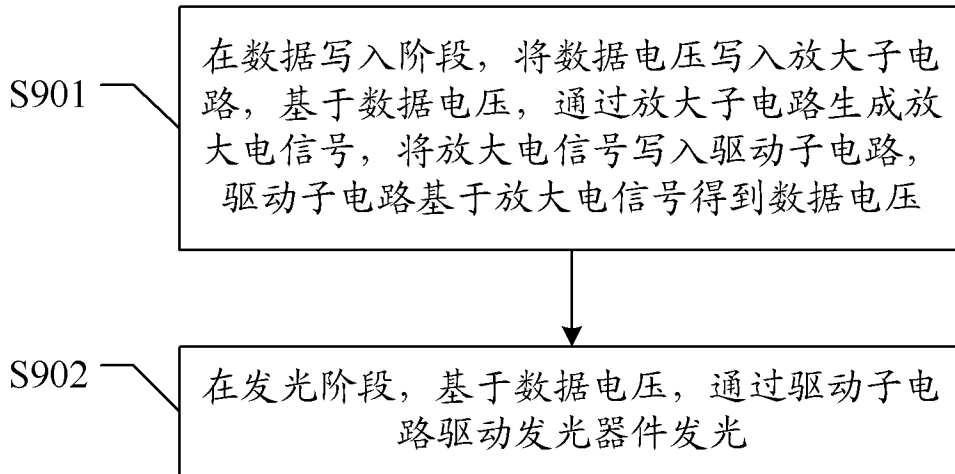 S901
在数据写入阶段，将数据电压写入放大子电
路，基于数据电压，通过放大子电路生成放
大电信号，将放大电信号写入驱动子电路，
驱动子电路基于放大电信号得到数据电压
S902
在发光阶段，基于数据电压，通过驱动子电
路驱动发光器件发光